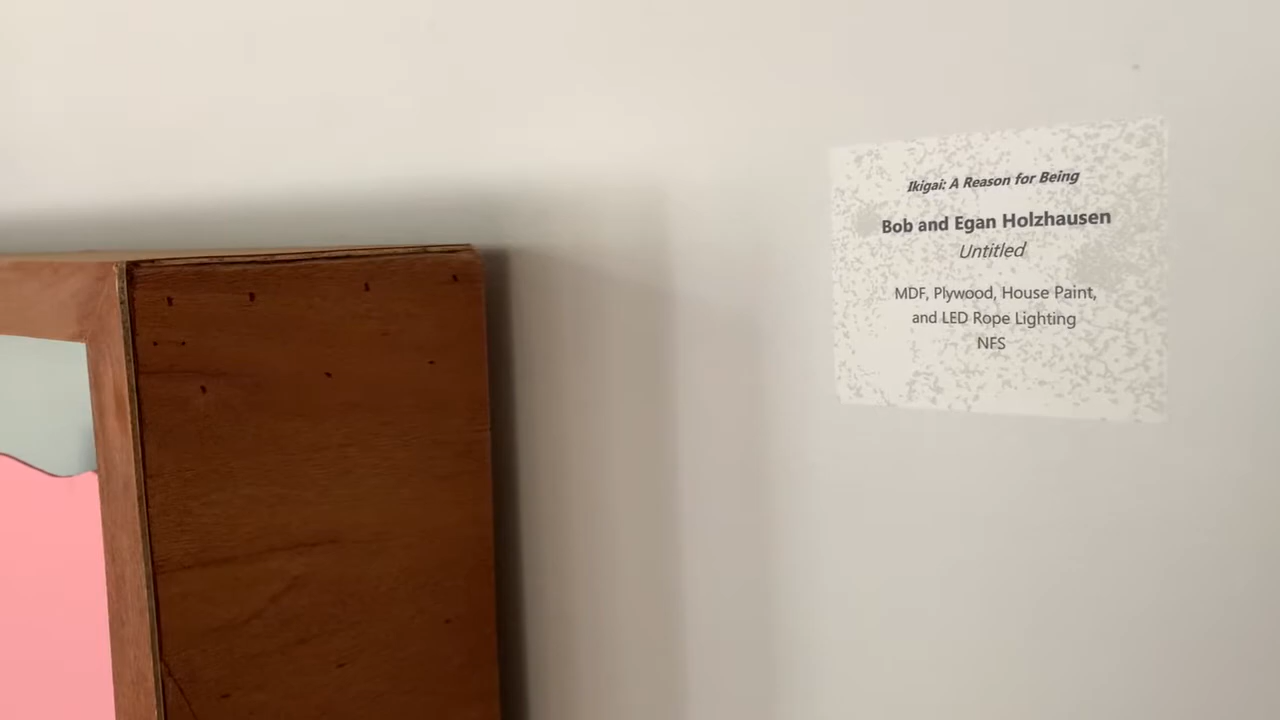 Ikigai: A Reason for Being
Bob and Egan Holzhausen
Untitled
MDF, Plywood, House Paint,
and LED Rope Lighting
NFS